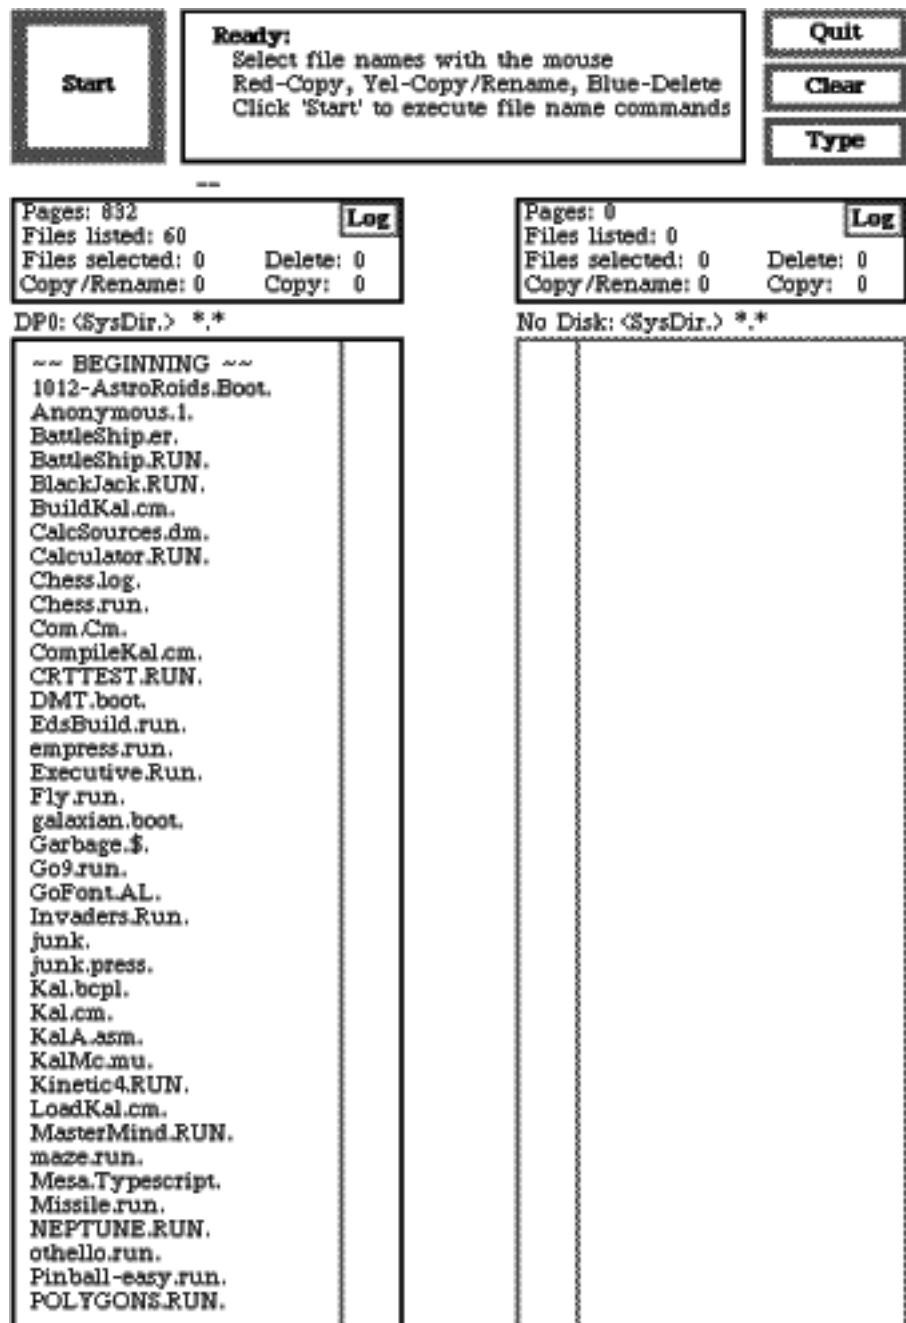 Start
Ready:
Select file names with the mouse
Red-Copy, Yel-Copy/Rename, Blue-Delete
Click 'Start' to execute file name commands
Quit
Clear
Type
Pages: 832
Log
Files listed: 60
Files selected: 0 Delete: 0
Copy/Rename: 0 Copy: 0
DP0: <SysDir.> *.*
~~ BEGINNING ~~
1012-AstroRoids.Boot.
Anonymous.1.
BattleShip.er.
BattleShip.RUN.
BlackJack.RUN.
BuildKal.cm.
CalcSources.dm.
Calculator.RUN.
Chess.log.
Chess.run.
Com.Cm.
CompileKal.cm.
CRTTEST.RUN.
DMT.boot.
EdsBuild.run.
empress.run.
Executive.Run.
Fly.run.
galaxian.boot.
Garbage.$.
Go9.run.
GoFont.AL.
Invaders.Run.
junk.
junk.press.
Kal.bcpl.
Kal.cm.
KalA.asm.
KalMc.mu.
Kinetic4.RUN.
LoadKal.cm.
MasterMind.RUN.
maze.run.
Mesa.Typescript.
Missile.run.
NEPTUNE.RUN.
othello.run.
Pinball-easy.run.
POLYGONS.RUN.
Pages: 0
Log
Files listed: 0
Files selected: 0 Delete: 0
Copy/Rename: 0 Copy: 0
No Disk: <SysDir.> *.*